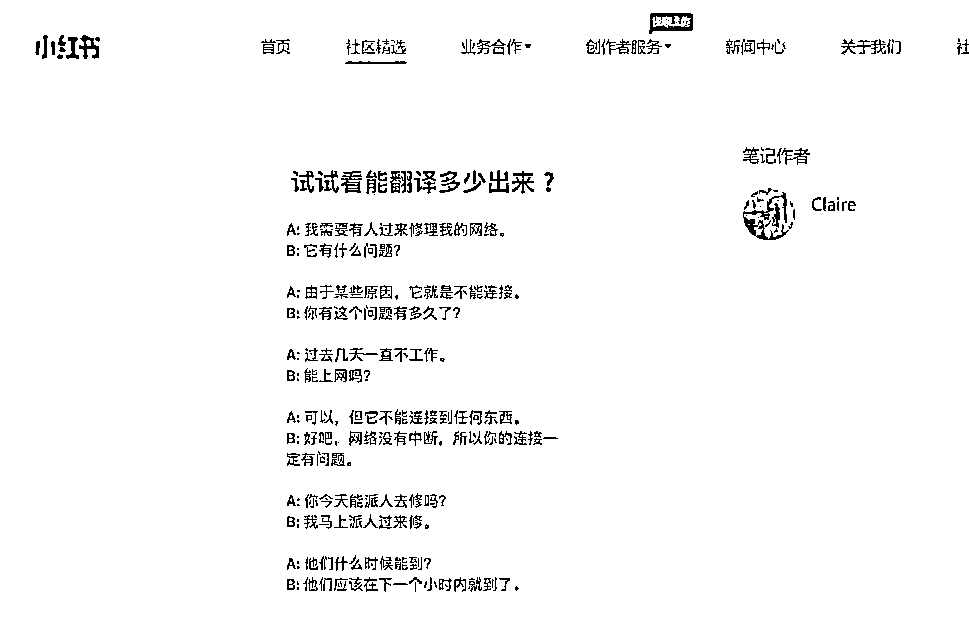 小红书
首页 社区精选 业务合作 创作者服务 新闻中心 关于我们 社
笔记作者
Claire
试试看能翻译多少出来？
A: 我需要有人过来修理我的网络。
B: 它有什么问题?
A: 由于某些原因，它就是不能连接。
B: 你有这个问题有多久了?
A: 过去几天一直不工作。
B: 能上网吗?
A: 可以，但它不能连接到任何东西。
B: 好吧，网络没有中断，所以你的连接一
定有问题。
A: 你今天能派人去修吗?
B: 我马上派人过来修。
A: 他们什么时候能到?
B: 他们应该在下一个小时内就到了。